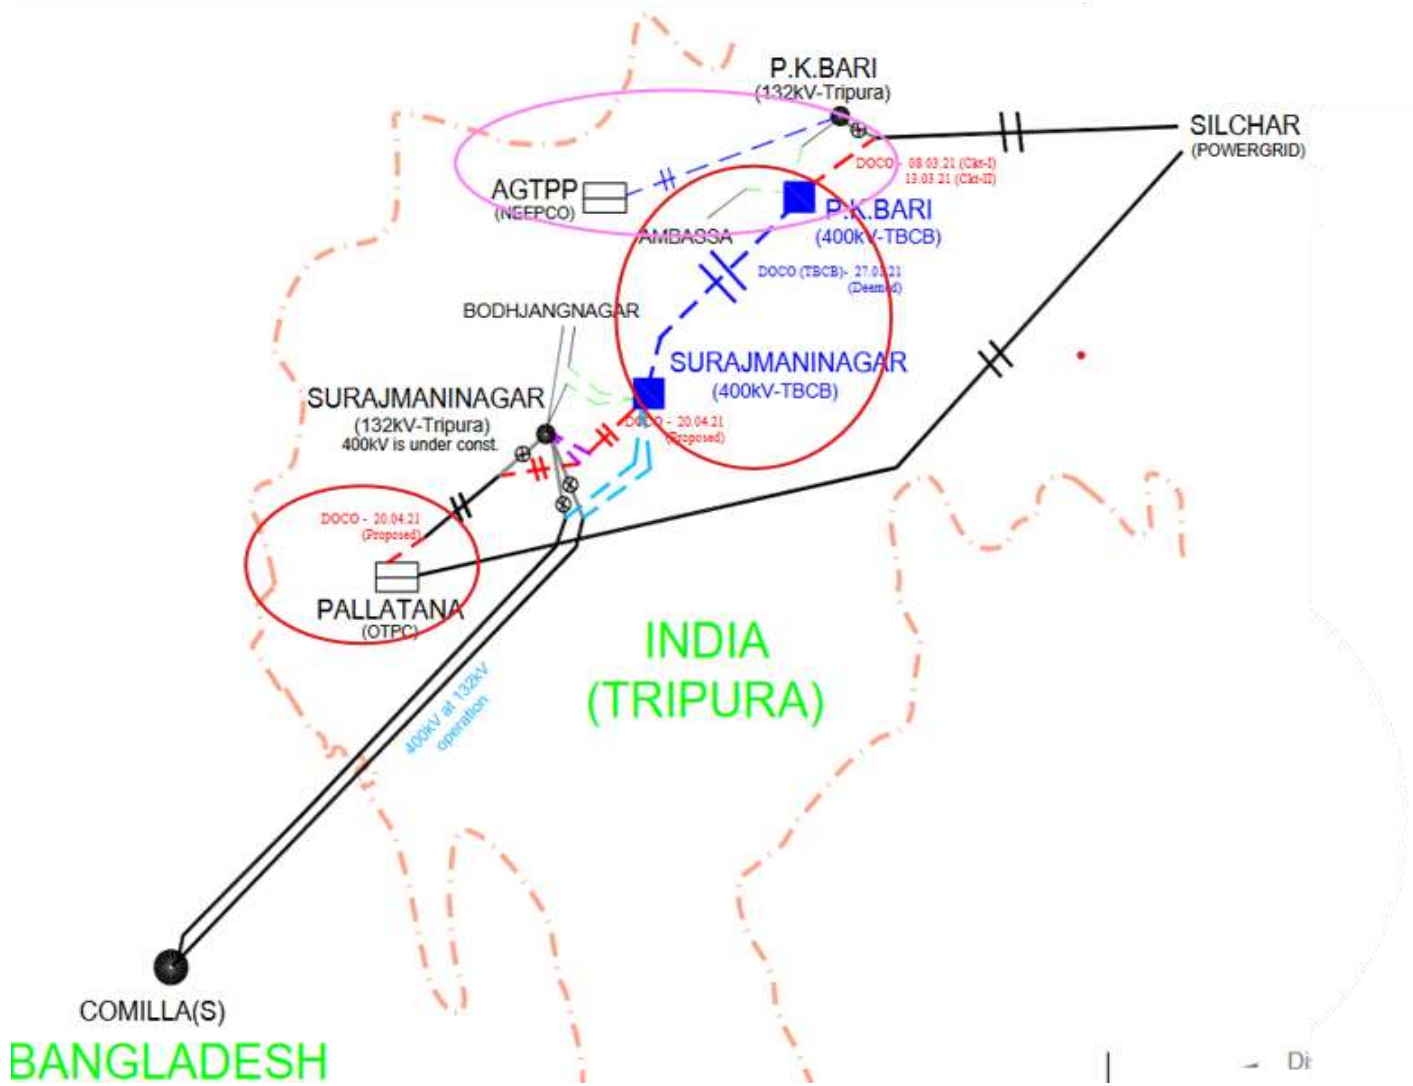 P.K.BARI
(132kV-Tripura)
SILCHAR
(POWERGRID)
DOCO - 08.03.21 (Ckt-I)
13.03.21 (Ckt-II)
AGTPP
(NEEPCO)
P.K.BARI
(400kV-TBCB)
AMBASSA
DOCO (TBCB)- 27.01.21
(Deemed)
BODHJANGNAGAR
SURAJMANINAGAR
(400kV-TBCB)
SURAJMANINAGAR
(132kV-Tripura)
400kV is under const.
DOCO - 20.04.21
(Proposed)
DOCO - 20.04.21
(Proposed)
PALLATANA
(OTPC)
INDIA
(TRIPURA)
400kV at 132kV
operation
COMILLA(S)
BANGLADESH